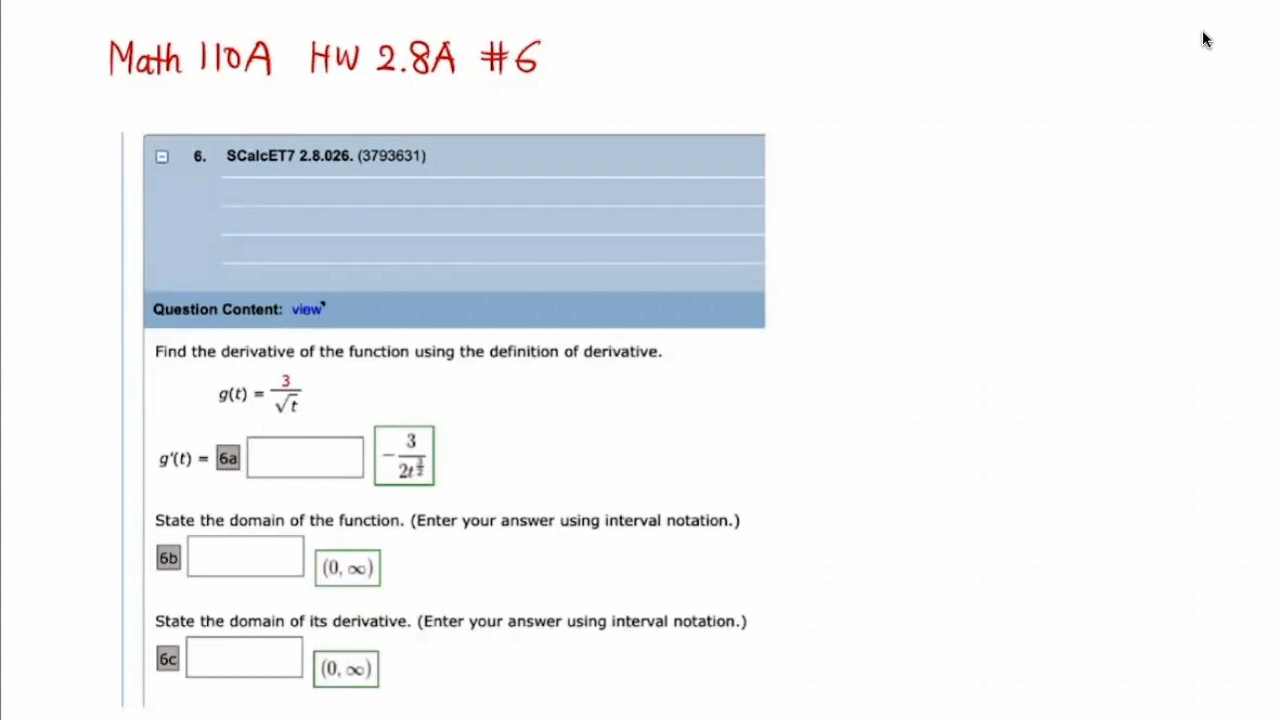 Math 110A HW 2.8A #6
6. SCalcET7 2.8.026. (3793631)
Question Content: view
Find the derivative of the function using the definition of derivative.
g(t) = 3/√t
g'(t) = 6a −3/(2t^(3/2))
State the domain of the function. (Enter your answer using interval notation.)
6b (0, ∞)
State the domain of its derivative. (Enter your answer using interval notation.)
6c (0, ∞)